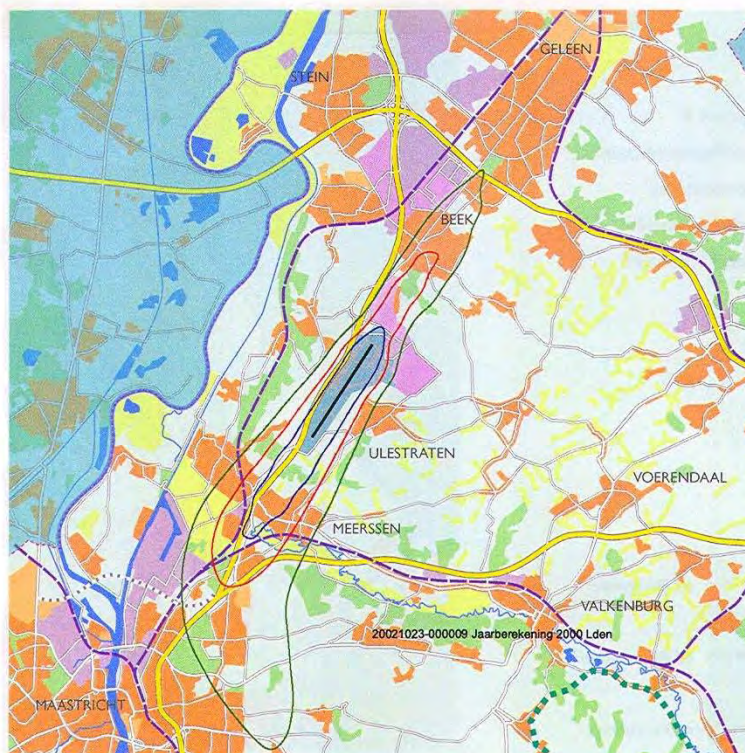 GELEEN
STEIN
BEEK
ULESTRATEN
VOERENDAAL
MEERSSEN
VALKENBURG
20021023-000009 Jaarberekening 2000 Lden
MAASTRICHT